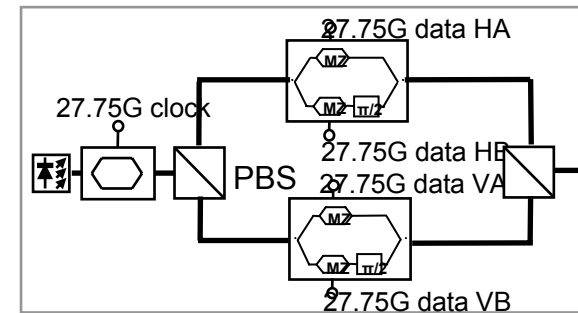 27.75G data HA
MZ
MZ π/2
27.75G clock
27.75G data HB
PBS
27.75G data VA
MZ
MZ π/2
27.75G data VB